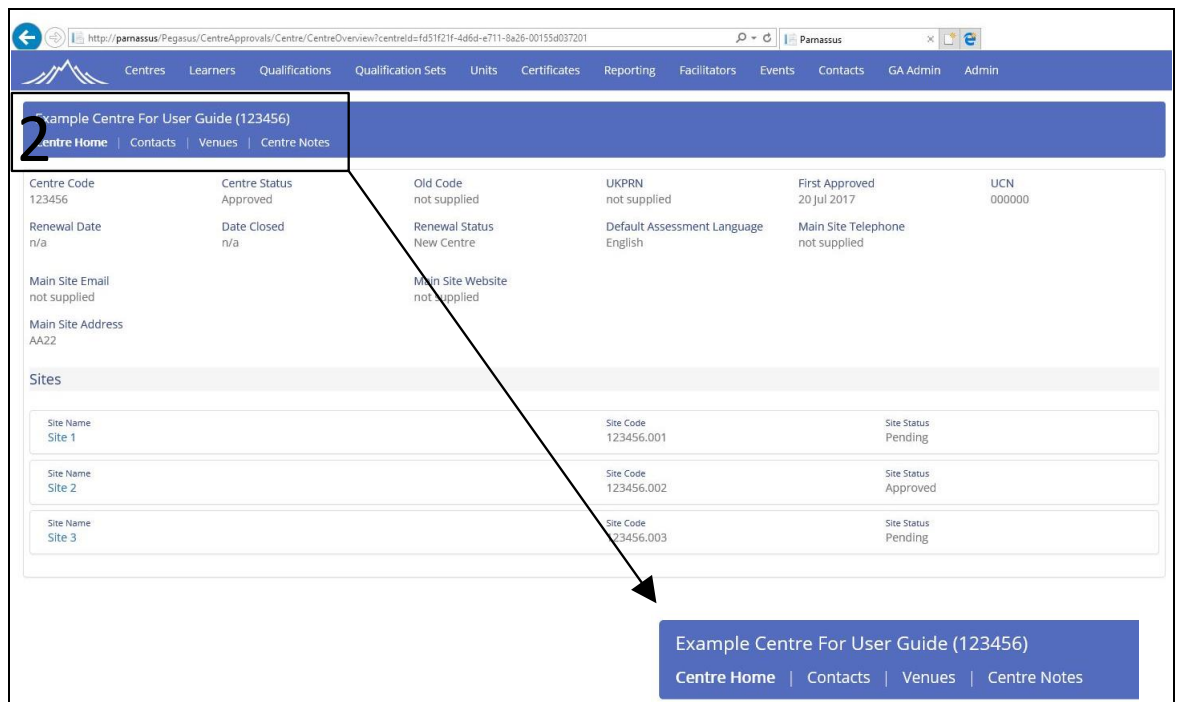 http://parnassus/Pegasus/CentreApprovals/Centre/CentreOverview?centreId=fd51f21f-4d6d-e711-8a26-00155d037201 Parnassus
Centres Learners Qualifications Qualification Sets Units Certificates Reporting Facilitators Events Contacts GA Admin Admin
2
Example Centre For User Guide (123456)
Centre Home | Contacts | Venues | Centre Notes
Centre Code Centre Status Old Code UKPRN First Approved UCN
123456 Approved not supplied not supplied 20 Jul 2017 000000
Renewal Date Date Closed Renewal Status Default Assessment Language Main Site Telephone
n/a n/a New Centre English not supplied
Main Site Email Main Site Website
not supplied not supplied
Main Site Address
AA22
Sites
Site Name Site Code Site Status
Site 1 123456.001 Pending
Site Name Site Code Site Status
Site 2 123456.002 Approved
Site Name Site Code Site Status
Site 3 123456.003 Pending
Example Centre For User Guide (123456)
Centre Home | Contacts | Venues | Centre Notes